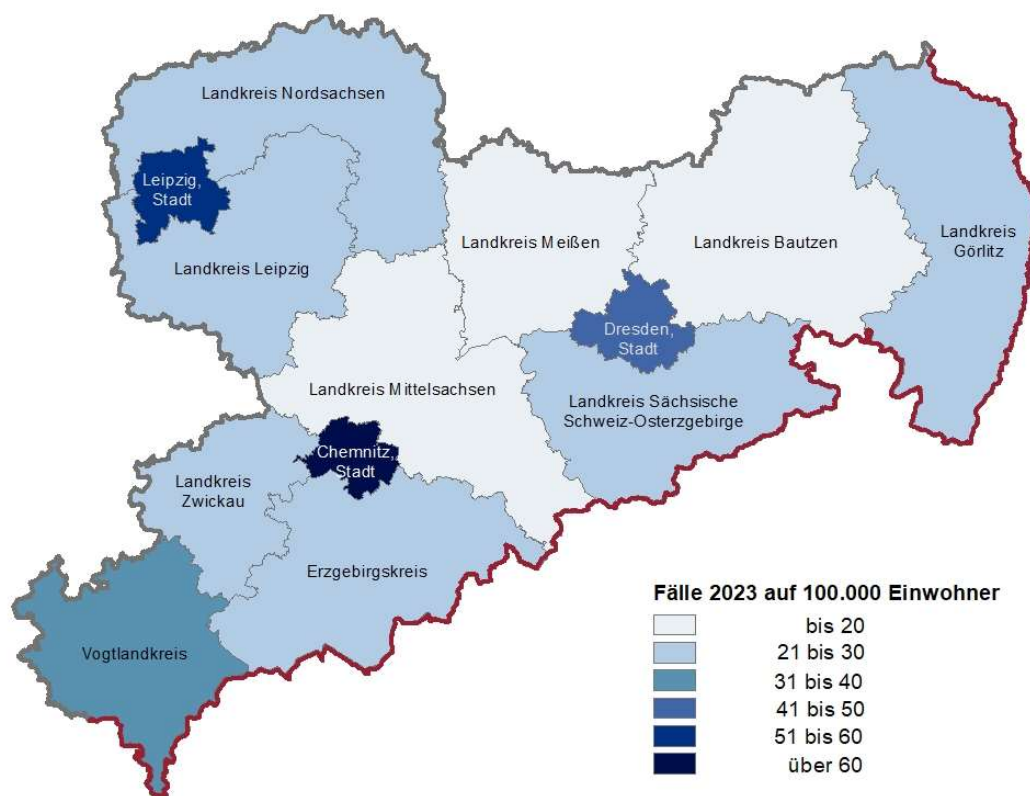 Landkreis Nordsachsen
Leipzig,
Stadt
Landkreis Leipzig
Landkreis Meißen
Landkreis Bautzen
Landkreis
Görlitz
Dresden,
Stadt
Landkreis Mittelsachsen
Landkreis Sächsische
Schweiz-Osterzgebirge
Chemnitz,
Stadt
Landkreis
Zwickau
Erzgebirgskreis
Vogtlandkreis
Fälle 2023 auf 100.000 Einwohner
bis 20
21 bis 30
31 bis 40
41 bis 50
51 bis 60
über 60